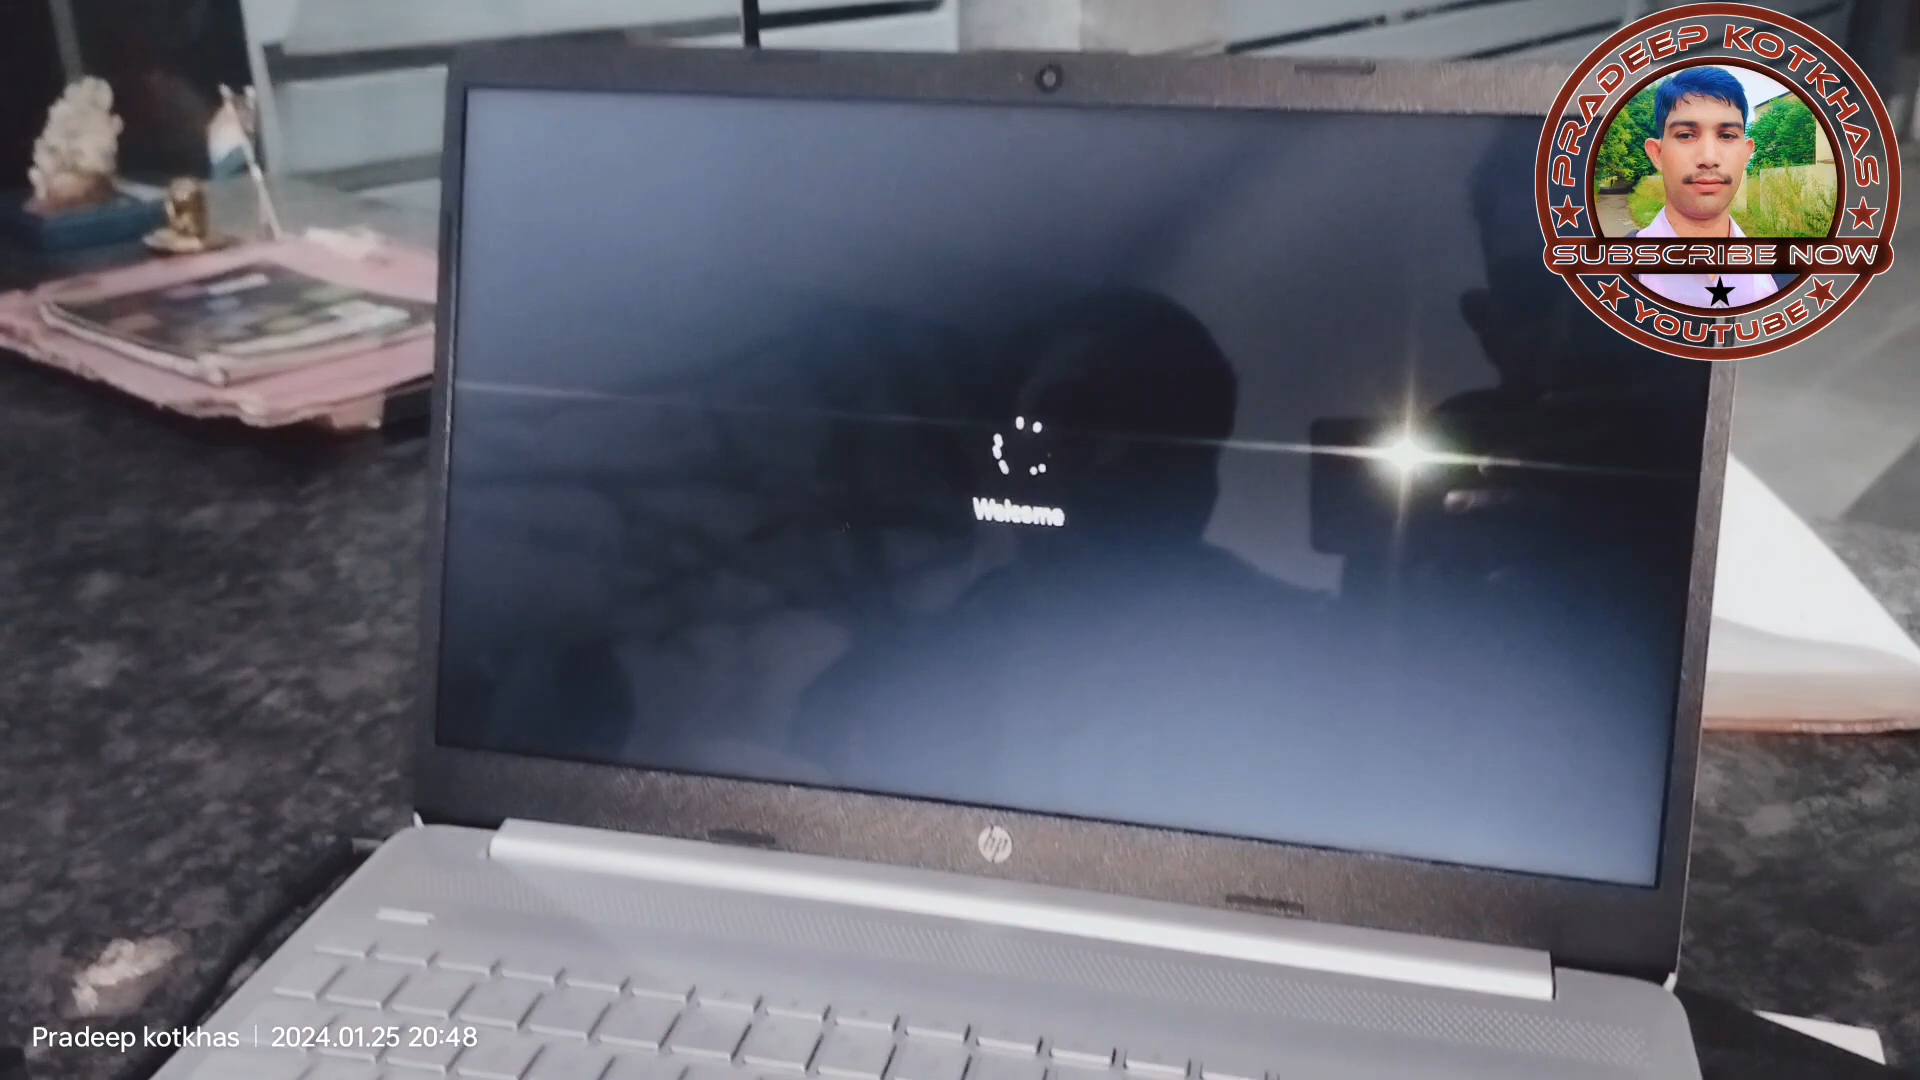 PRADEEP KOTKHAS
SUBSCRIBE NOW
YOUTUBE
Welcome
hp
Pradeep kotkhas | 2024.01.25 20:48